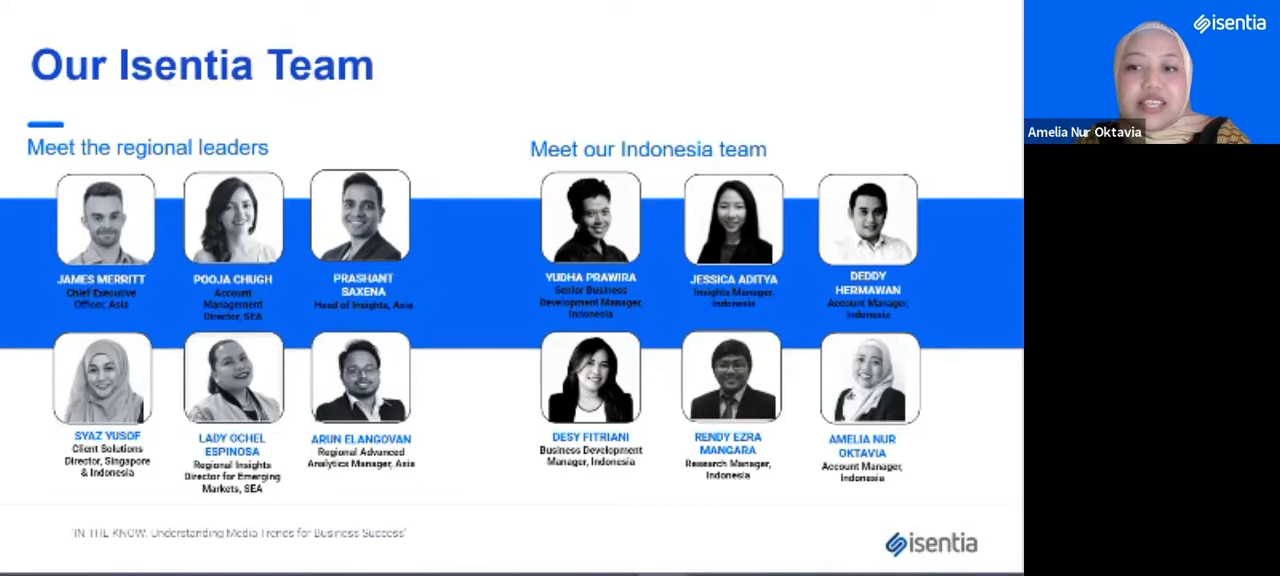 Our Isentia Team
Meet the regional leaders
JAMES MERRITT
Chief Executive
Officer, Asia
POOJA CHUGH
Account
Management
Director, SEA
PRASHANT
SAXENA
Head of Insights, Asia
SYAZ YUSOF
Client Solutions
Director, Singapore
& Indonesia
LADY OCHEL
ESPINOSA
Regional Insights
Director for Emerging
Markets, SEA
ARUN ELANGOVAN
Regional Advanced
Analytics Manager, Asia
Meet our Indonesia team
YUDHA PRAWIRA
Senior Business
Development Manager,
Indonesia
JESSICA ADITYA
Insights Manager,
Indonesia
DEDDY
HERMAWAN
Account Manager,
Indonesia
DESY FITRIANI
Business Development
Manager, Indonesia
RENDY EZRA
MANGARA
Research Manager,
Indonesia
AMELIA NUR
OKTAVIA
Account Manager,
Indonesia
'IN THE KNOW: Understanding Media Trends for Business Success'
isentia
isentia
Amelia Nur Oktavia